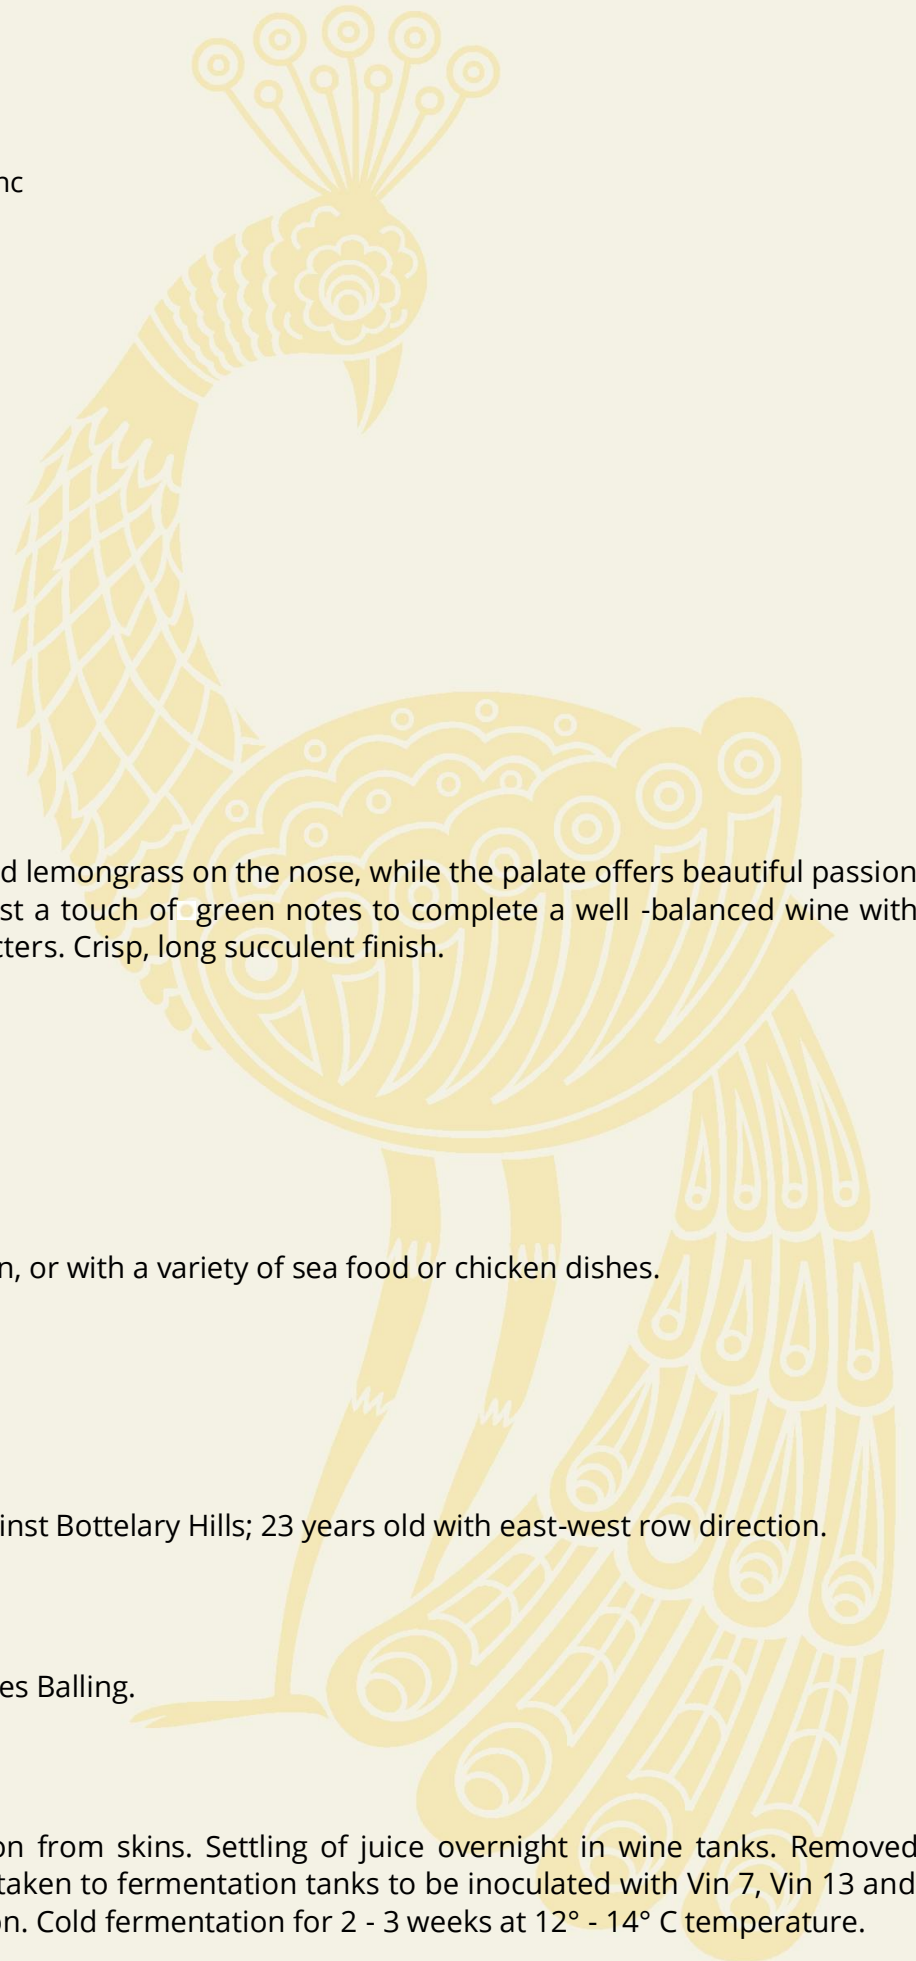 nc
d lemongrass on the nose, while the palate offers beautiful passion
st a touch of green notes to complete a well -balanced wine with
cters. Crisp, long succulent finish.
n, or with a variety of sea food or chicken dishes.
inst Bottelary Hills; 23 years old with east-west row direction.
es Balling.
on from skins. Settling of juice overnight in wine tanks. Removed
taken to fermentation tanks to be inoculated with Vin 7, Vin 13 and
on. Cold fermentation for 2 - 3 weeks at 12° - 14° C temperature.